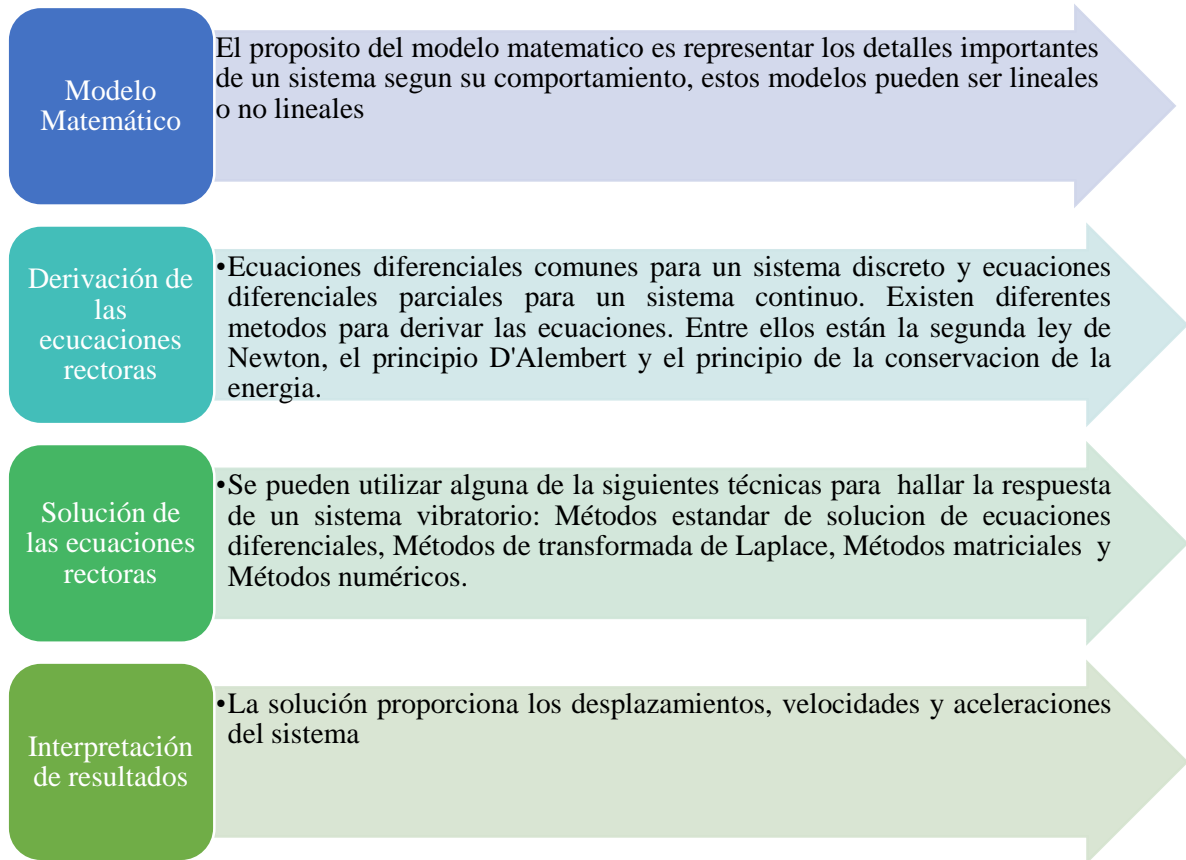 Modelo
Matemático
El proposito del modelo matematico es representar los detalles importantes
de un sistema segun su comportamiento, estos modelos pueden ser lineales
o no lineales
Derivación de
las
ecucaciones
rectoras
•Ecuaciones diferenciales comunes para un sistema discreto y ecuaciones
diferenciales parciales para un sistema continuo. Existen diferentes
metodos para derivar las ecuaciones. Entre ellos están la segunda ley de
Newton, el principio D'Alembert y el principio de la conservacion de la
energia.
Solución de
las ecuaciones
rectoras
•Se pueden utilizar alguna de la siguientes técnicas para hallar la respuesta
de un sistema vibratorio: Métodos estandar de solucion de ecuaciones
diferenciales, Métodos de transformada de Laplace, Métodos matriciales y
Métodos numéricos.
Interpretación
de resultados
•La solución proporciona los desplazamientos, velocidades y aceleraciones
del sistema